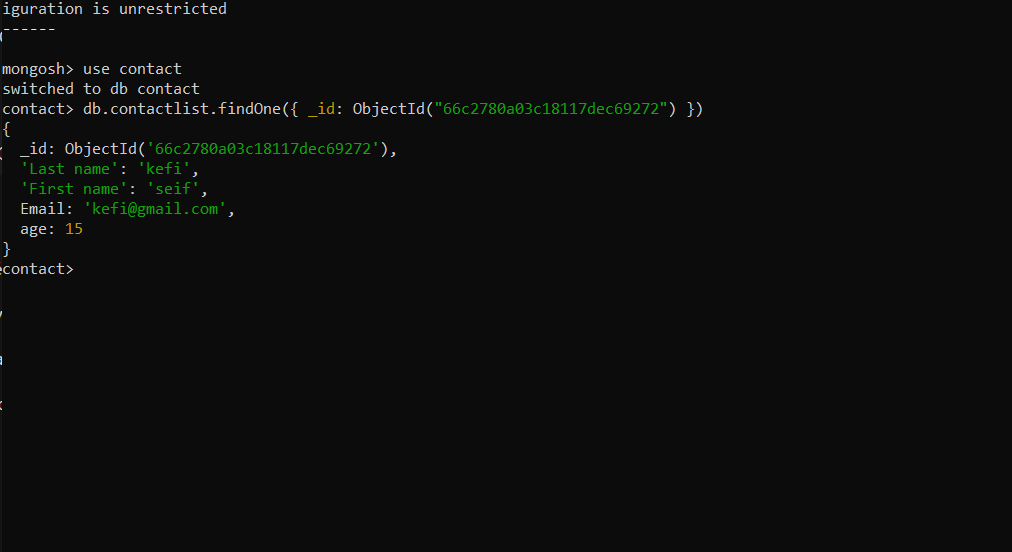 iguration is unrestricted
------
mongosh> use contact
switched to db contact
contact> db.contactlist.findOne({ _id: ObjectId("66c2780a03c18117dec69272") })
{
  _id: ObjectId('66c2780a03c18117dec69272'),
  'Last name': 'kefi',
  'First name': 'seif',
  Email: 'kefi@gmail.com',
  age: 15
}
contact>